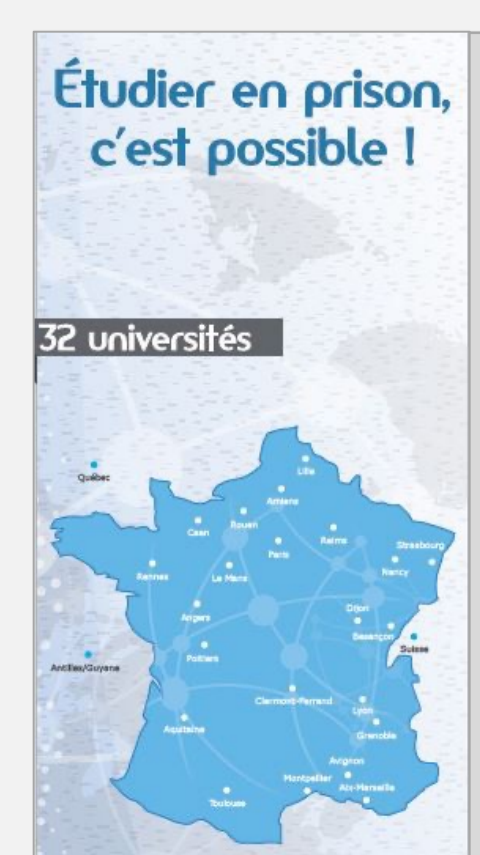 Étudier en prison,
c'est possible !
32 universités
Lille
Québec
Amiens
Rouen
Caen
Reims
Paris
Strasbourg
Nancy
Rennes
Le Mans
Dijon
Angers
Besançon
Suisse
Poitiers
Antilles/Guyane
Clermont-Ferrand
Lyon
Aquitaine
Grenoble
Avignon
Montpellier
Aix-Marseille
Toulouse